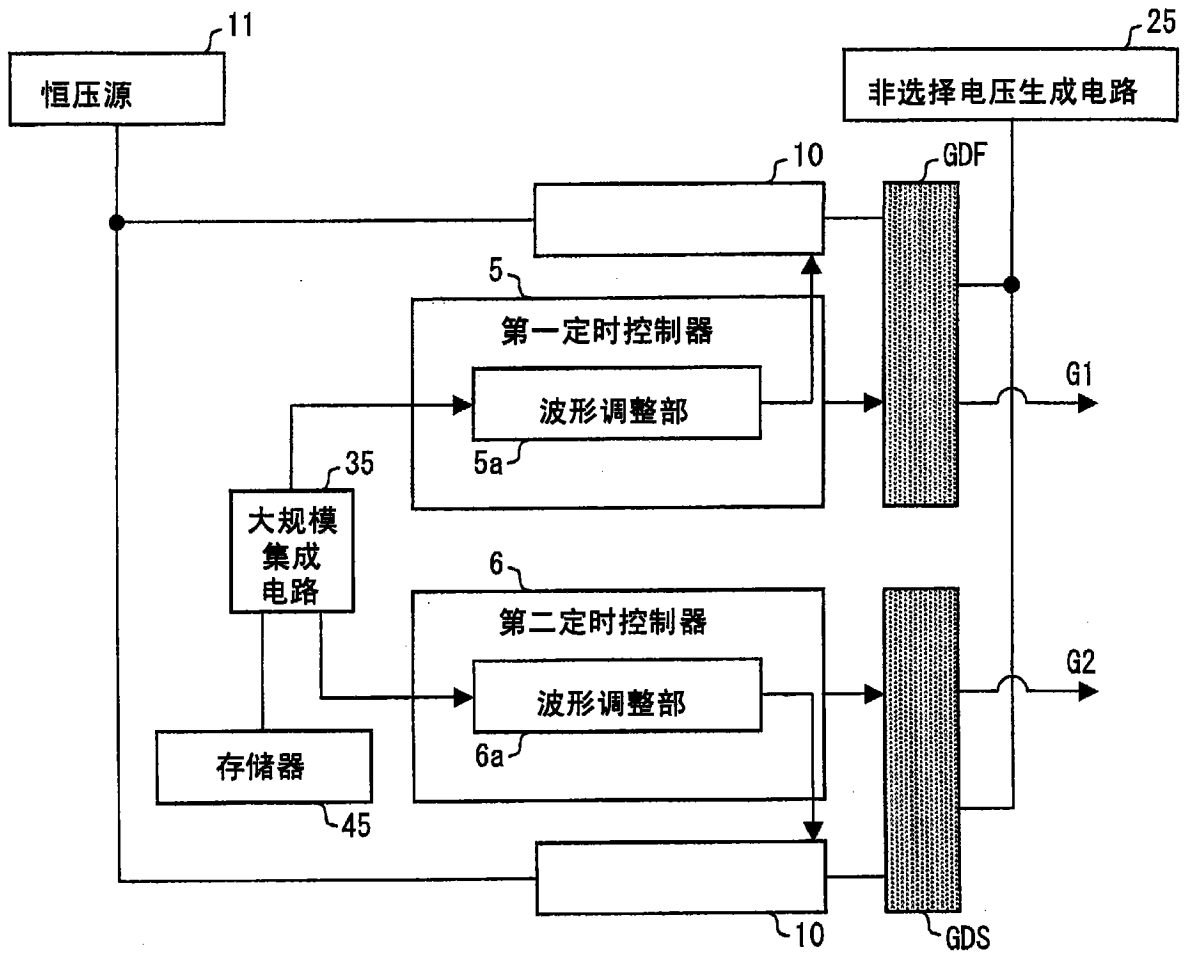 11
恒压源
25
非选择电压生成电路
10
GDF
5
第一定时控制器
波形调整部
5a
G1
35
大规模
集成
电路
6
第二定时控制器
波形调整部
6a
G2
存储器
45
10
GDS